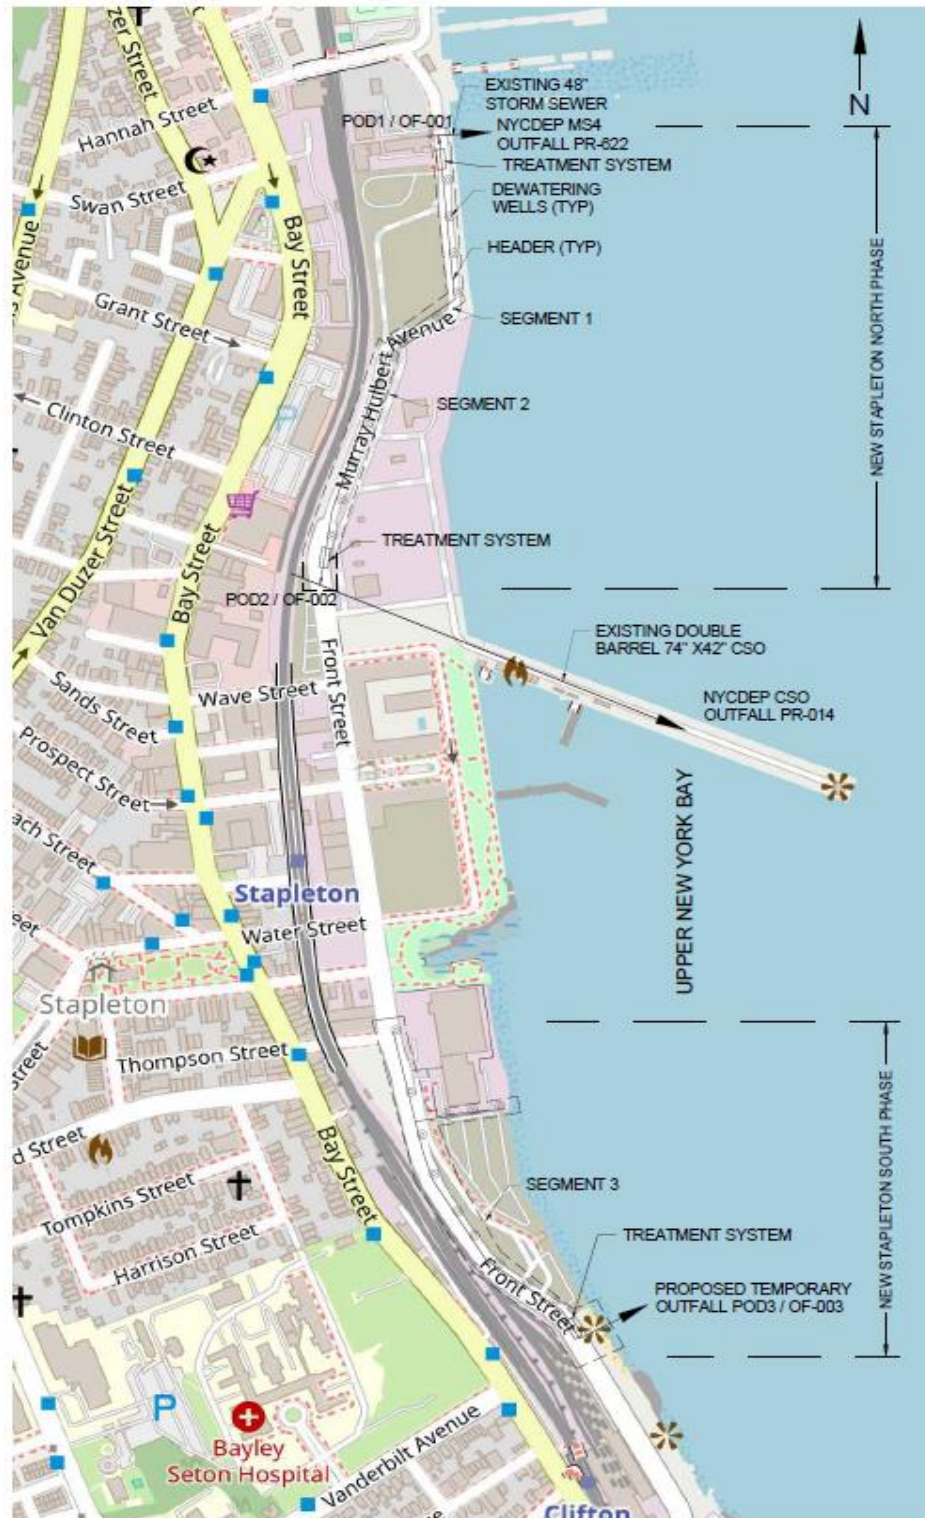 EXISTING 48"
STORM SEWER
POD1 / OF-001
NYCDEP MS4
OUTFALL PR-622
TREATMENT SYSTEM
DEWATERING
WELLS (TYP)
HEADER (TYP)
SEGMENT 1
SEGMENT 2
TREATMENT SYSTEM
POD2 / OF-002
EXISTING DOUBLE
BARREL 74" X42" CSO
NYCDEP CSO
OUTFALL PR-014
UPPER NEW YORK BAY
NEW STAPLETON NORTH PHASE
N
NEW STAPLETON SOUTH PHASE
SEGMENT 3
TREATMENT SYSTEM
PROPOSED TEMPORARY
OUTFALL POD3 / OF-003
Hannah Street
Swan Street
Bay Street
Grant Street
Murray Hulbert Avenue
Clinton Street
Van Duzer Street
Bay Street
Front Street
Wave Street
Sands Street
Prospect Street
Stapleton
Water Street
Stapleton
Thompson Street
Bay Street
Tompkins Street
Harrison Street
Front Street
P
Bayley
Seton Hospital
Vanderbilt Avenue
Clifton